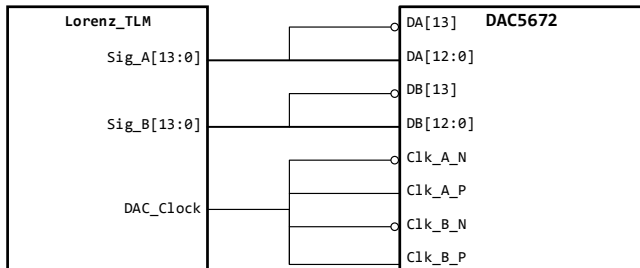 Lorenz_TLM
Sig_A[13:0]
Sig_B[13:0]
DAC_Clock
DAC5672
DA[13]
DA[12:0]
DB[13]
DB[12:0]
Clk_A_N
Clk_A_P
Clk_B_N
Clk_B_P